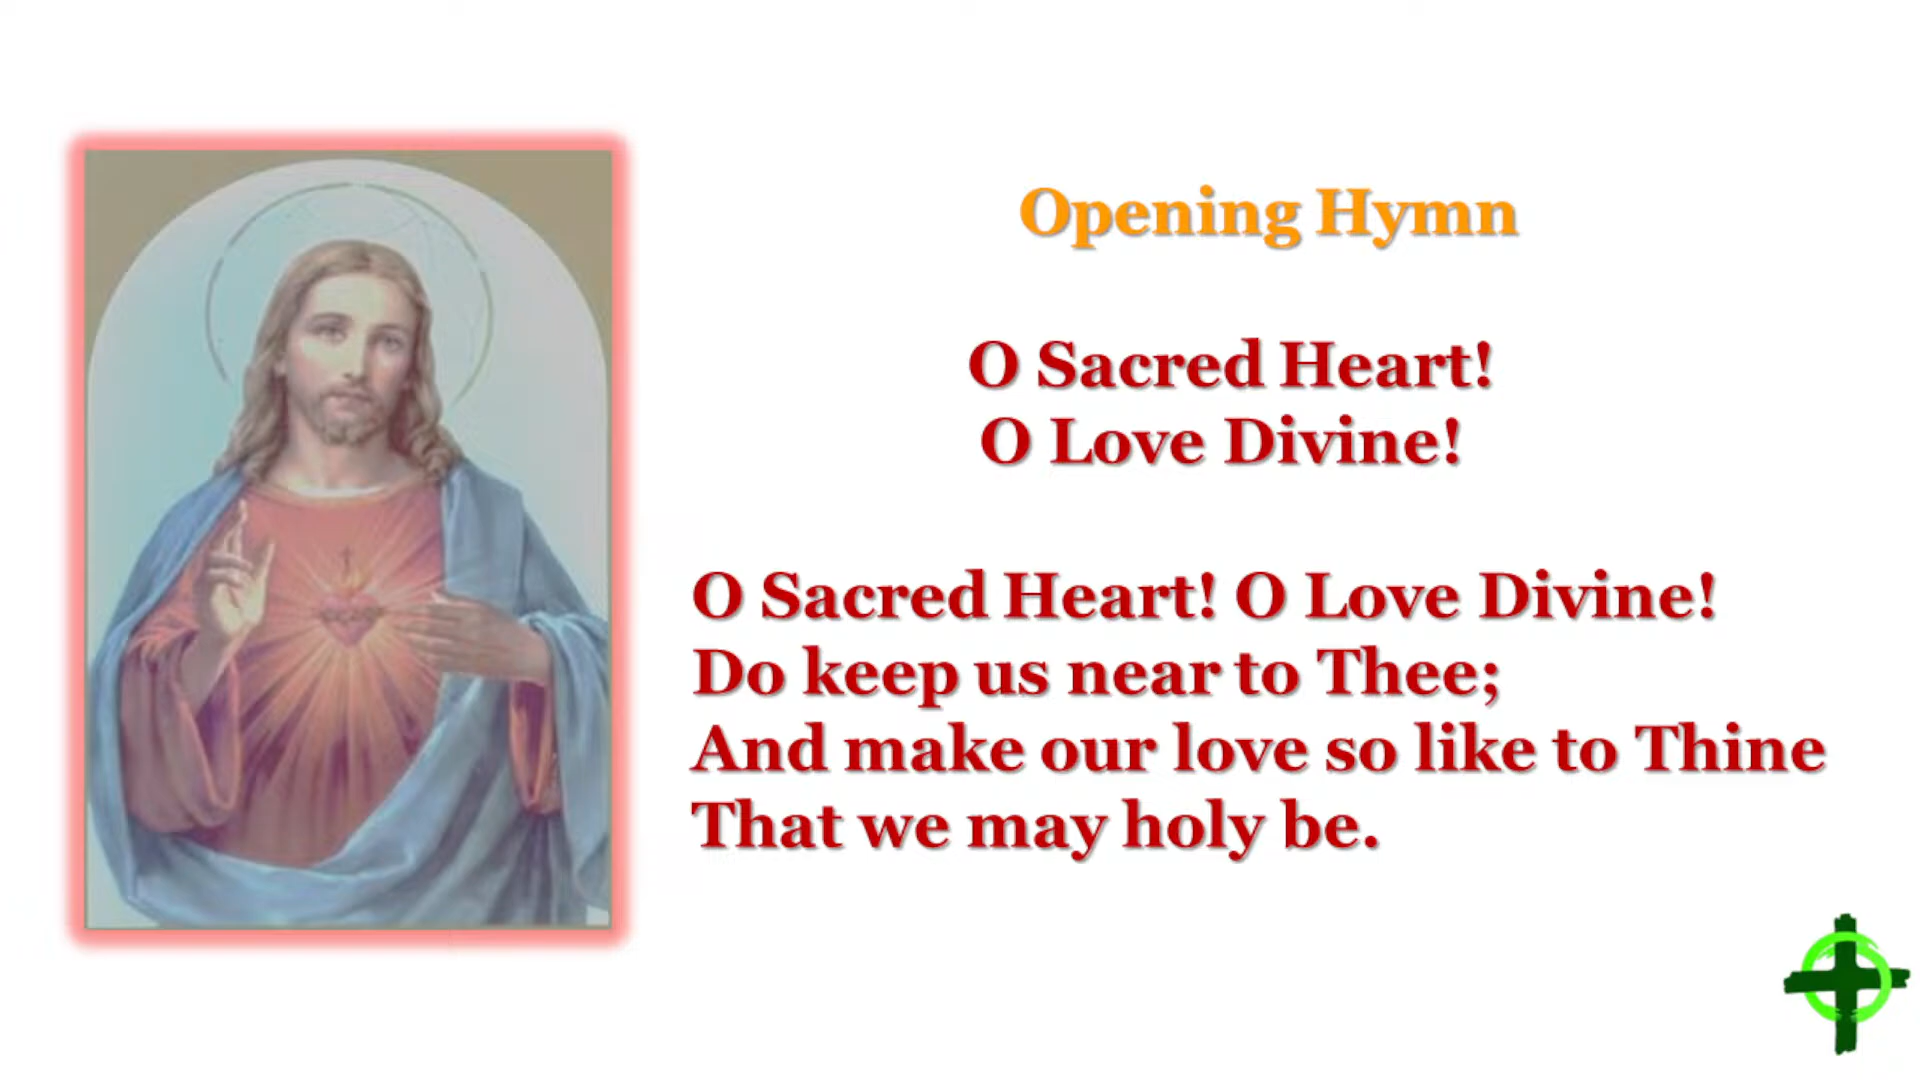 Opening Hymn
O Sacred Heart!
O Love Divine!
O Sacred Heart! O Love Divine!
Do keep us near to Thee;
And make our love so like to Thine
That we may holy be.